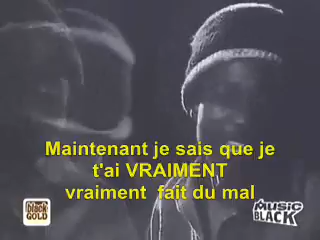 Maintenant je sais que je
t'ai VRAIMENT
vraiment fait du mal
black
GOLD
MUSIC
BLACK